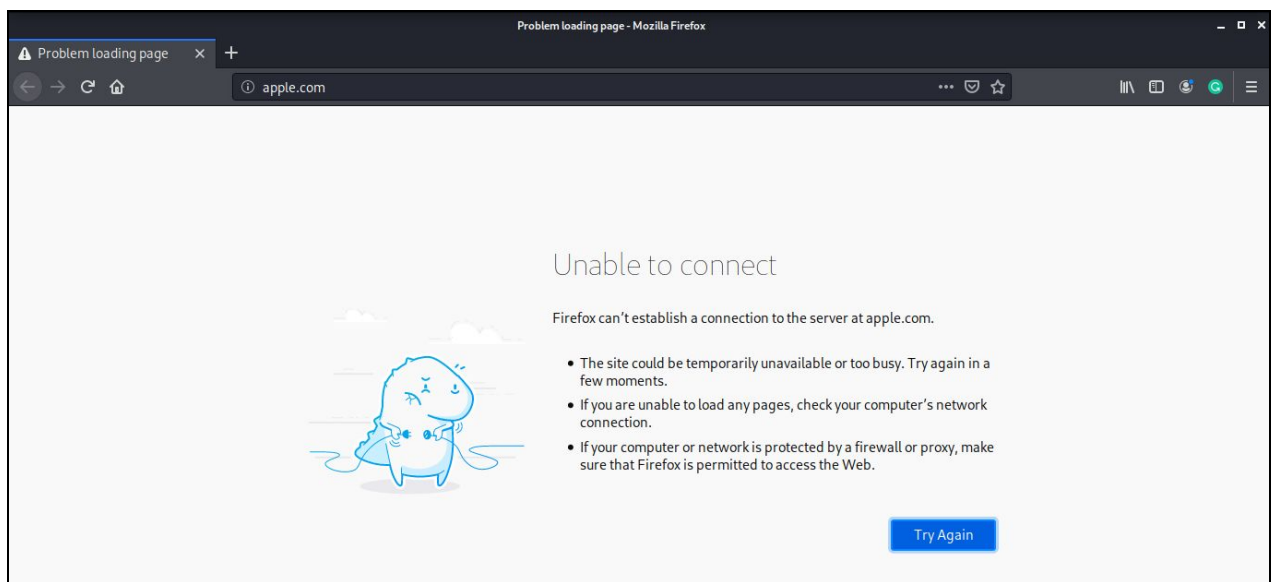 Problem loading page - Mozilla Firefox
Problem loading page
apple.com
Unable to connect
Firefox can’t establish a connection to the server at apple.com.
• The site could be temporarily unavailable or too busy. Try again in a
few moments.
• If you are unable to load any pages, check your computer’s network
connection.
• If your computer or network is protected by a firewall or proxy, make
sure that Firefox is permitted to access the Web.
Try Again